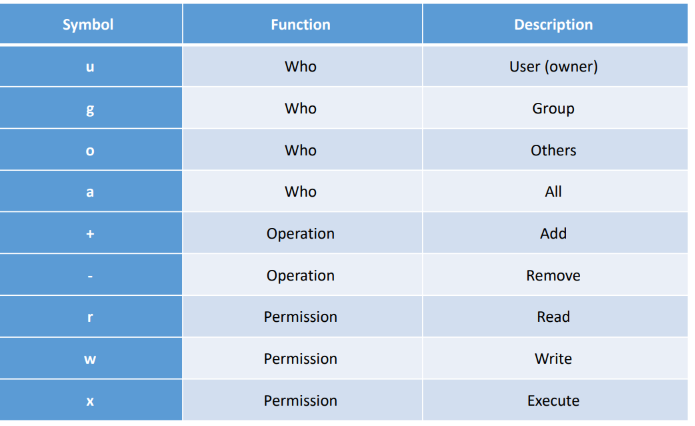 Symbol Function Description
u Who User (owner)
g Who Group
o Who Others
a Who All
+ Operation Add
- Operation Remove
r Permission Read
w Permission Write
x Permission Execute